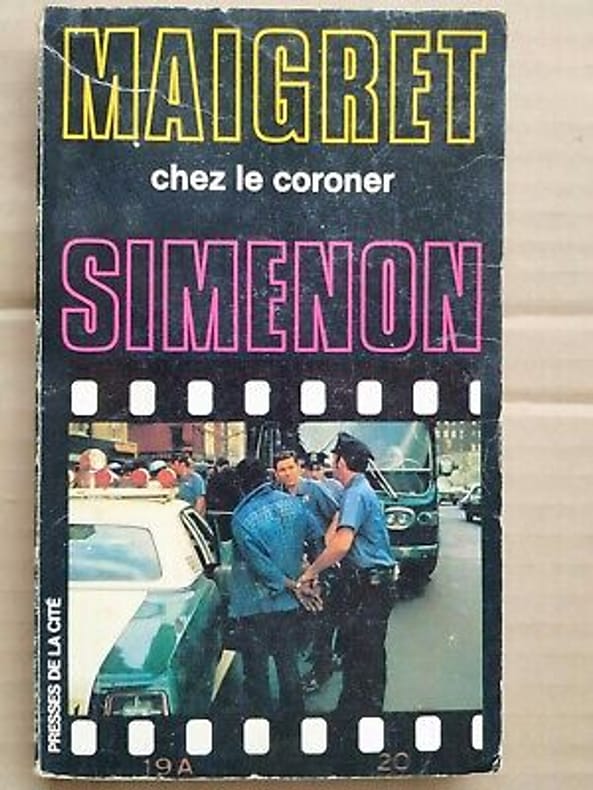 MAIGRET
chez le coroner
SIMENON
PRESSES DE LA CITÉ
19A
20